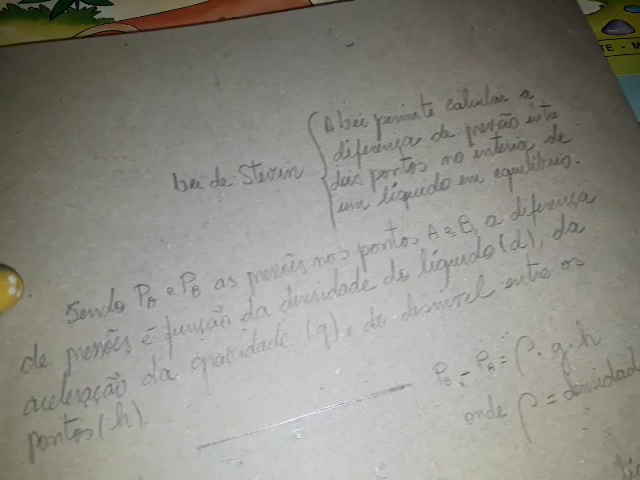 TE - M
Lei de Stevin
A Lei permite calcular a
diferença de pressão entre
dois pontos no interior de
um líquido em equilíbrio.
Sendo PA e PB as pressões nos pontos A e B, a diferença
de pressões é função da densidade do líquido (d), da
aceleração da gravidade (g) e do desnível entre os
pontos (h).
PB - PA = ρ . g . h
onde ρ = densidad